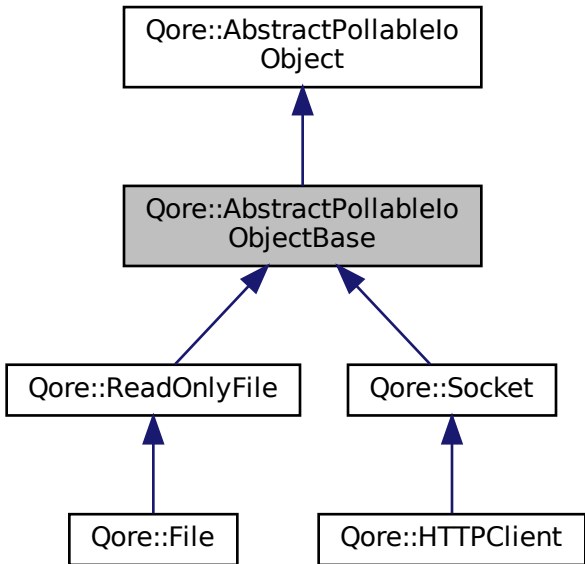 Qore::AbstractPollableIo
Object
Qore::AbstractPollableIo
ObjectBase
Qore::ReadOnlyFile
Qore::Socket
Qore::File
Qore::HTTPClient